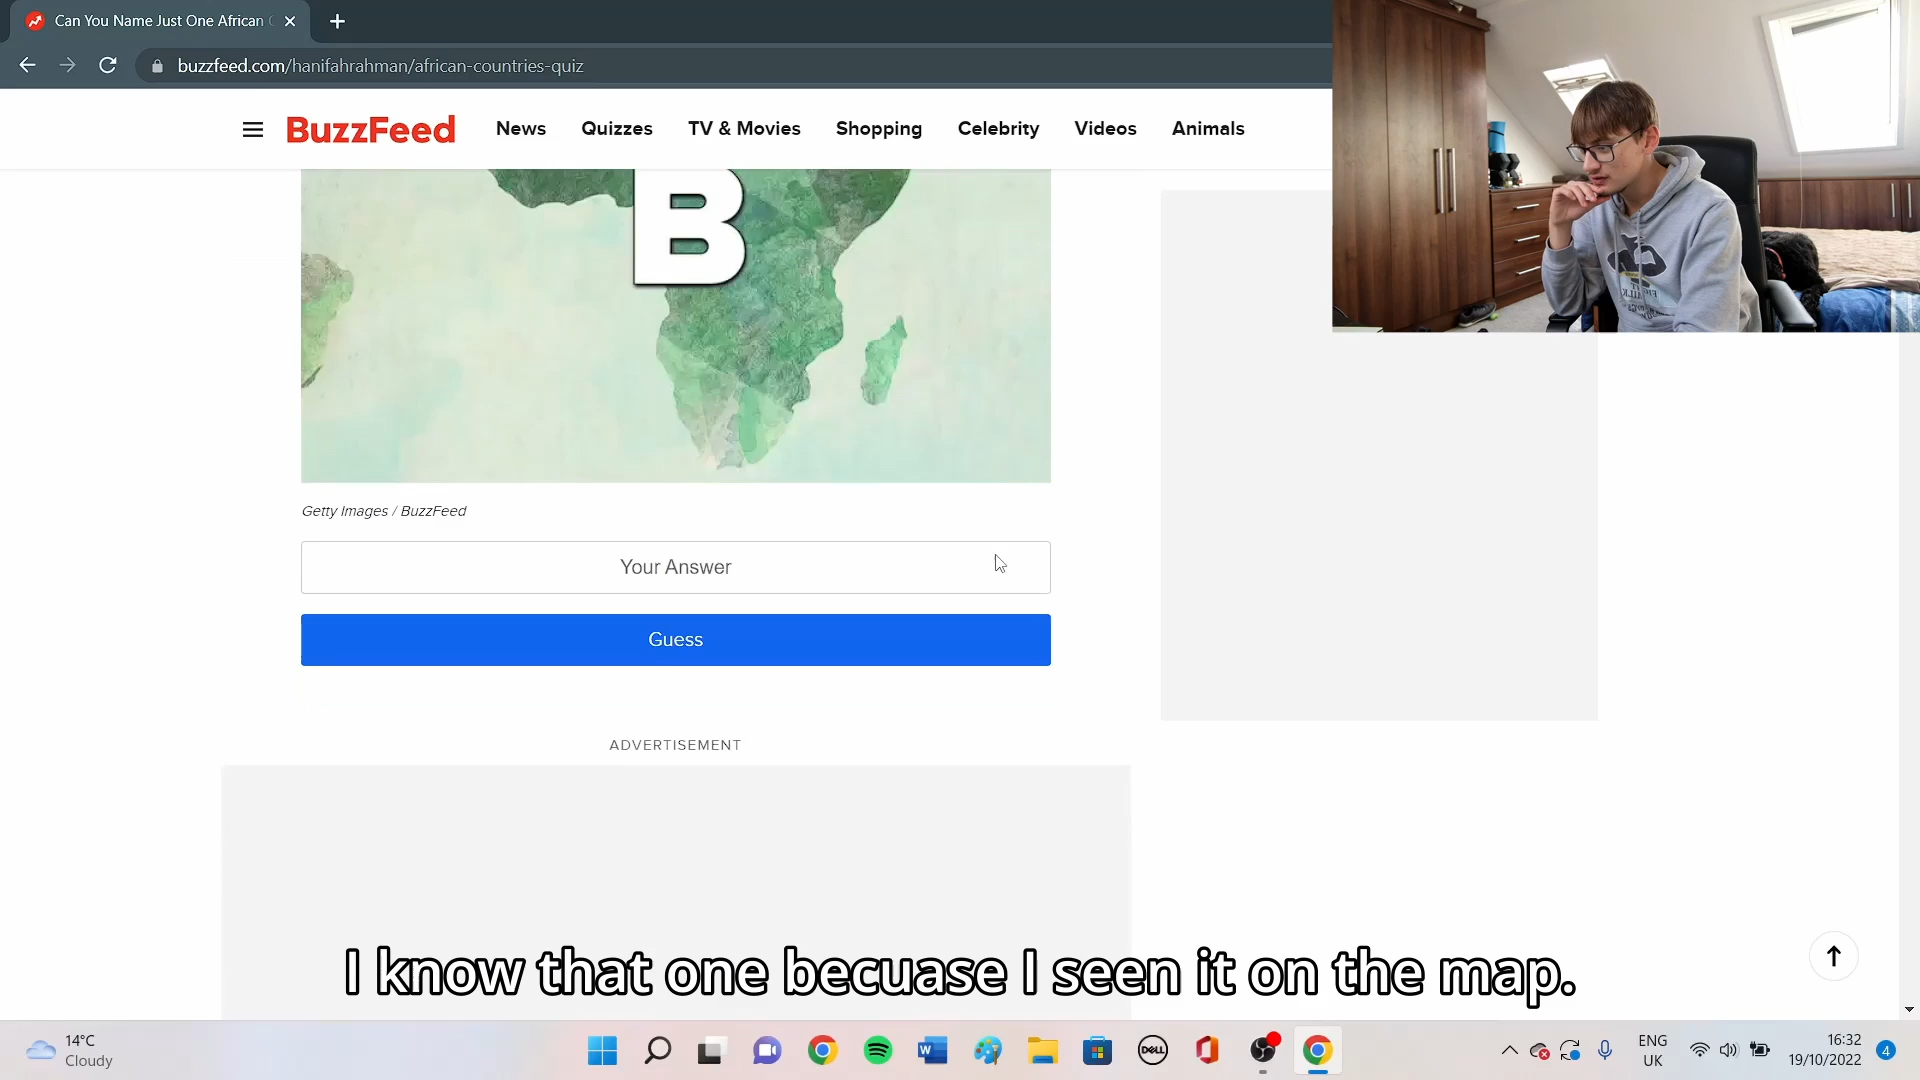 Can You Name Just One African
buzzfeed.com/hanifahrahman/african-countries-quiz
BuzzFeed
News
Quizzes
TV & Movies
Shopping
Celebrity
Videos
Animals
B
Getty Images / BuzzFeed
Your Answer
Guess
ADVERTISEMENT
I know that one becuase I seen it on the map.
14°C
Cloudy
W
DELL
ENG
UK
16:32
19/10/2022
4